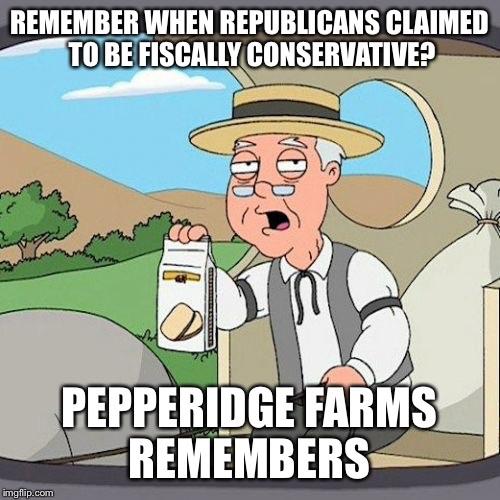 REMEMBER WHEN REPUBLICANS CLAIMED
TO BE FISCALLY CONSERVATIVE?
PEPPERIDGE FARMS
REMEMBERS
imgflip.com